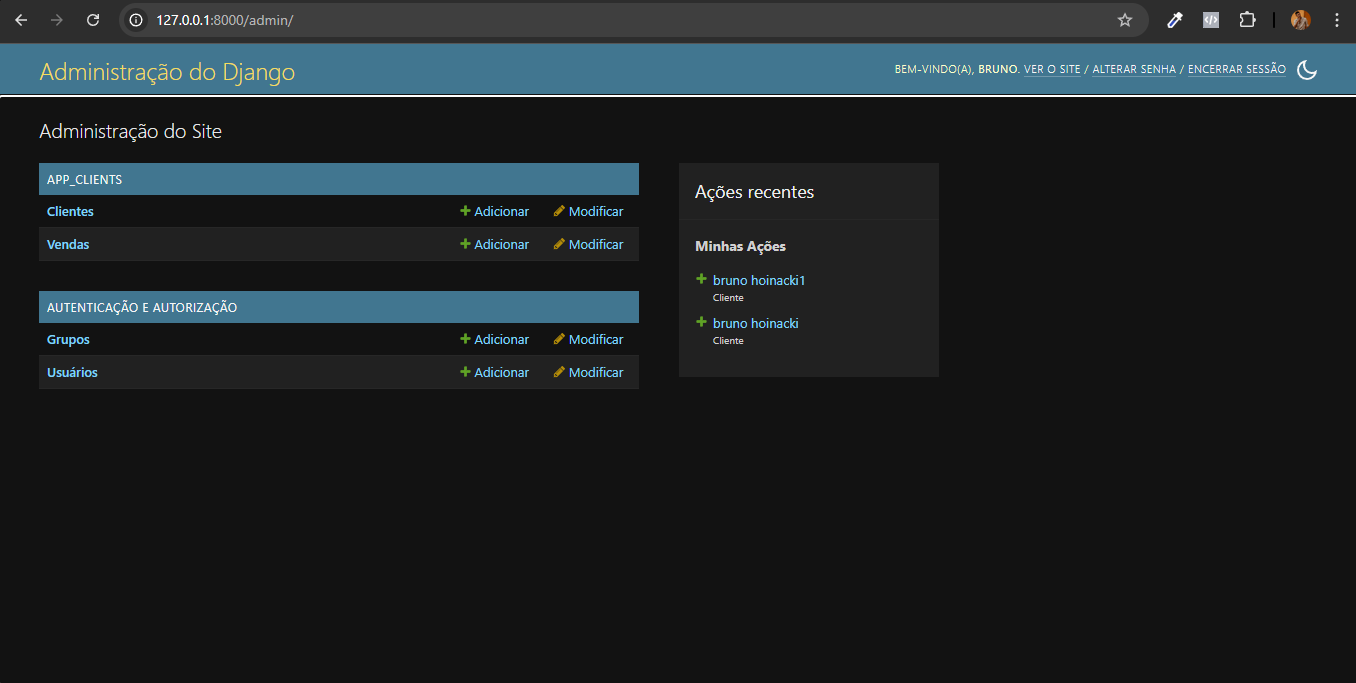 127.0.0.1:8000/admin/
Administração do Django
BEM-VINDO(A), BRUNO. VER O SITE / ALTERAR SENHA / ENCERRAR SESSÃO
Administração do Site
APP_CLIENTS
Clientes Adicionar Modificar
Vendas Adicionar Modificar
AUTENTICAÇÃO E AUTORIZAÇÃO
Grupos Adicionar Modificar
Usuários Adicionar Modificar
Ações recentes
Minhas Ações
bruno hoinacki1
Cliente
bruno hoinacki
Cliente